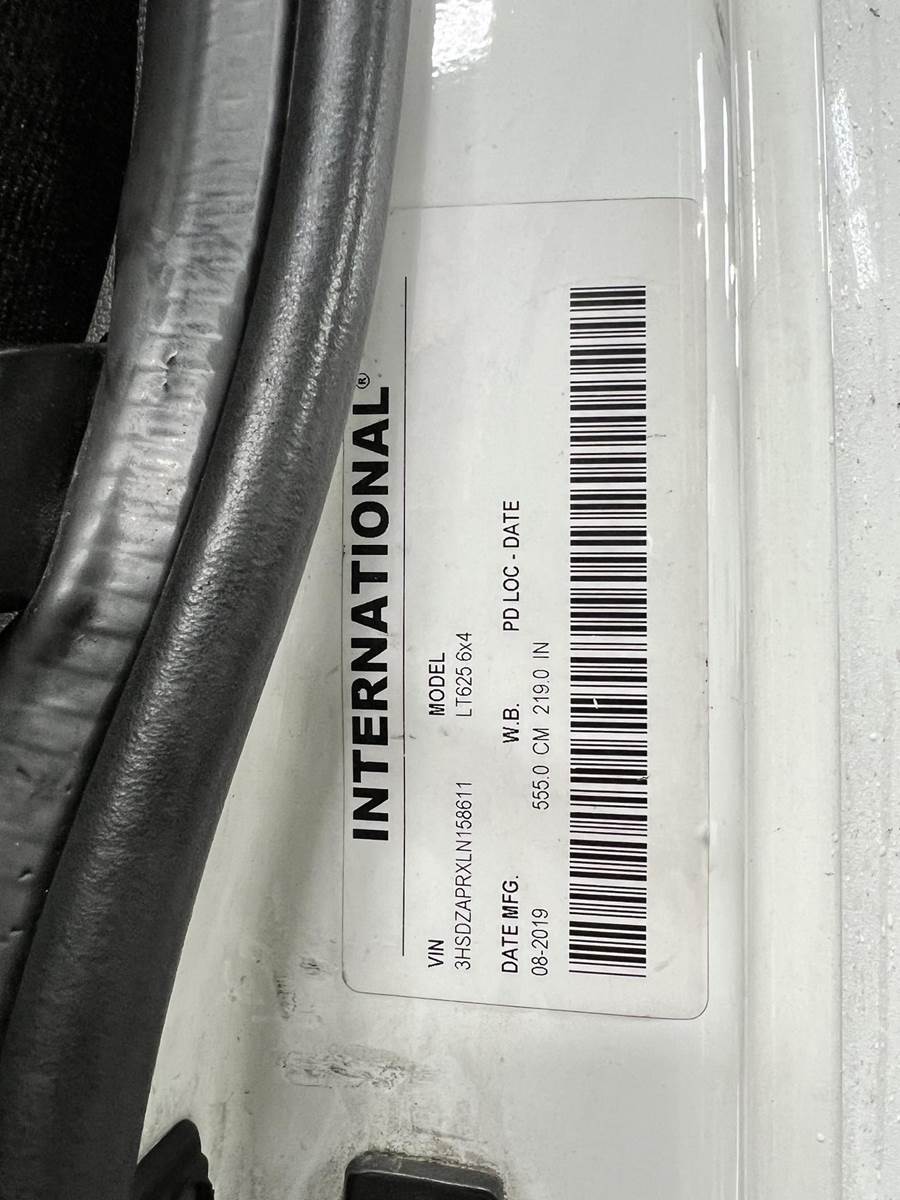 INTERNATIONAL®
VIN MODEL
3HSDZAPRXLN158611 LT625 6x4
DATE MFG. W.B. PD LOC - DATE
08-2019 555.0 CM 219.0 IN